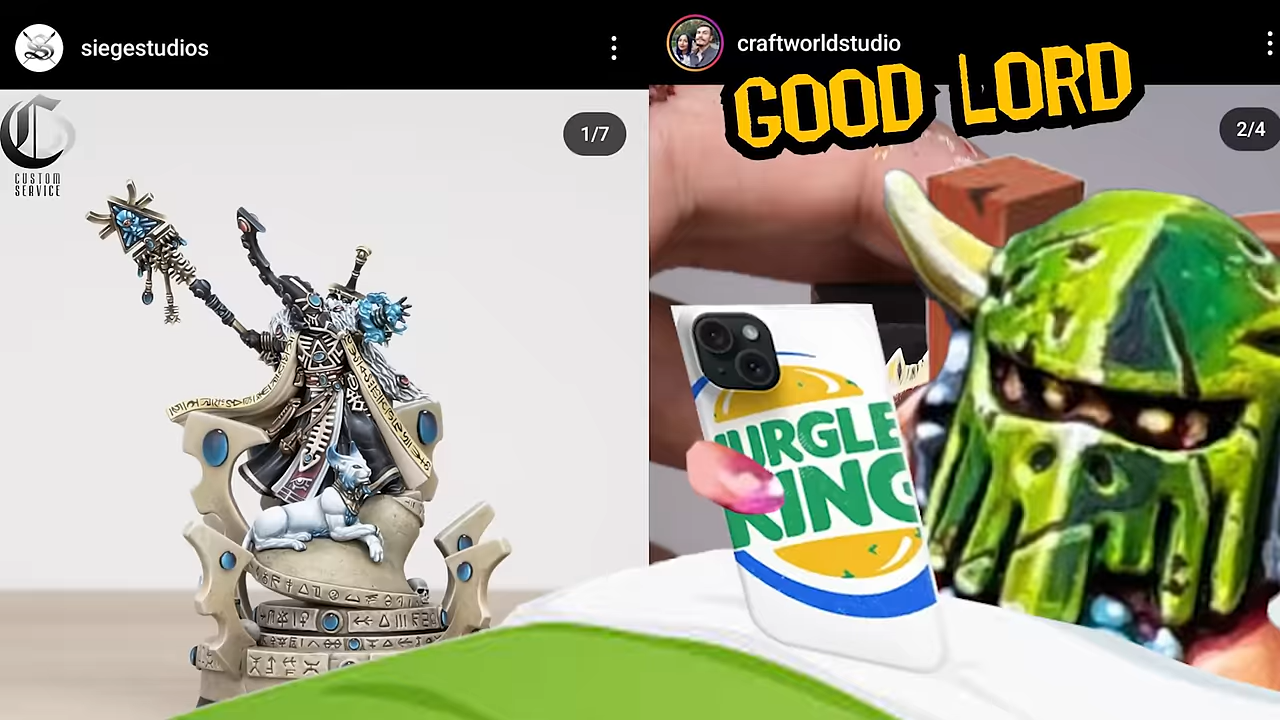 siegestudios
1/7
CUSTOM
SERVICE
craftworldstudio
GOOD LORD
2/4
URGLE
KING